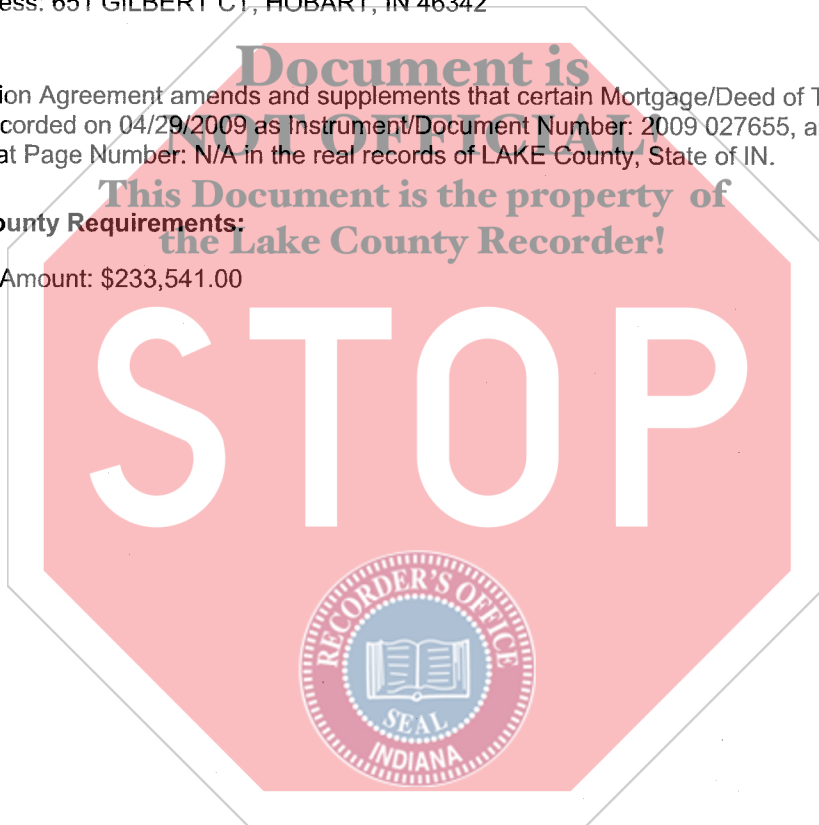 ess: 651 GILBERT CT, HOBART, IN 46342
Document is
ion Agreement amends and supplements that certain Mortgage/Deed of T
NOT OFFICIAL!
corded on 04/29/2009 as Instrument/Document Number: 2009 027655, a
at Page Number: N/A in the real records of LAKE County, State of IN.
This Document is the property of
ounty Requirements:
the Lake County Recorder!
Amount: $233,541.00
STOP
RECORDER'S OFFICE
SEAL
INDIANA